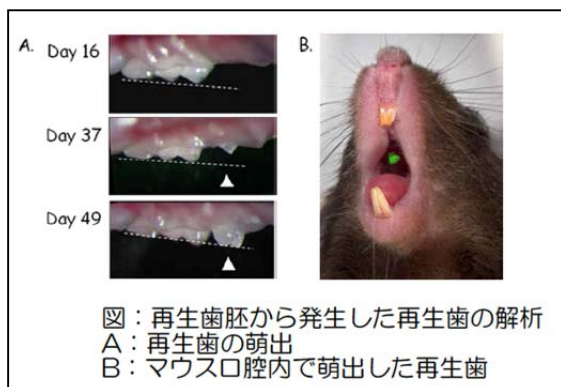 A.
Day 16
Day 37
Day 49
B.
図：再生歯胚から発生した再生歯の解析
A：再生歯の萌出
B：マウス口腔内で萌出した再生歯